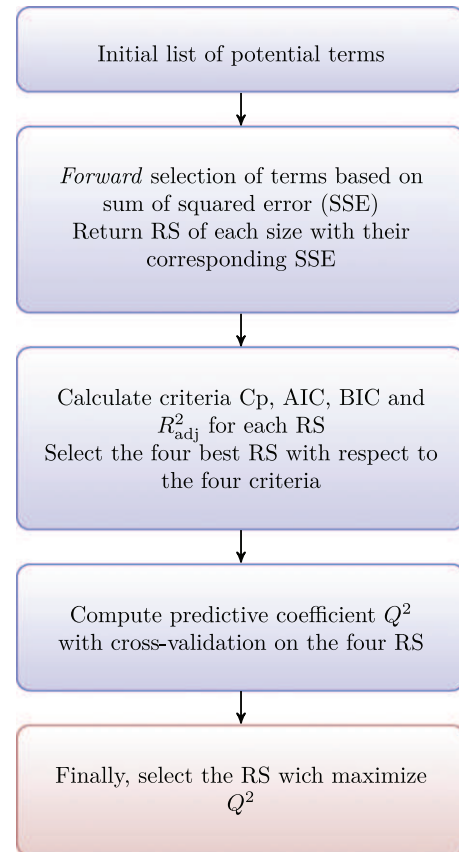 Initial list of potential terms
Forward selection of terms based on
sum of squared error (SSE)
Return RS of each size with their
corresponding SSE
Calculate criteria Cp, AIC, BIC and
R²adj for each RS
Select the four best RS with respect to
the four criteria
Compute predictive coefficient Q²
with cross-validation on the four RS
Finally, select the RS wich maximize
Q²